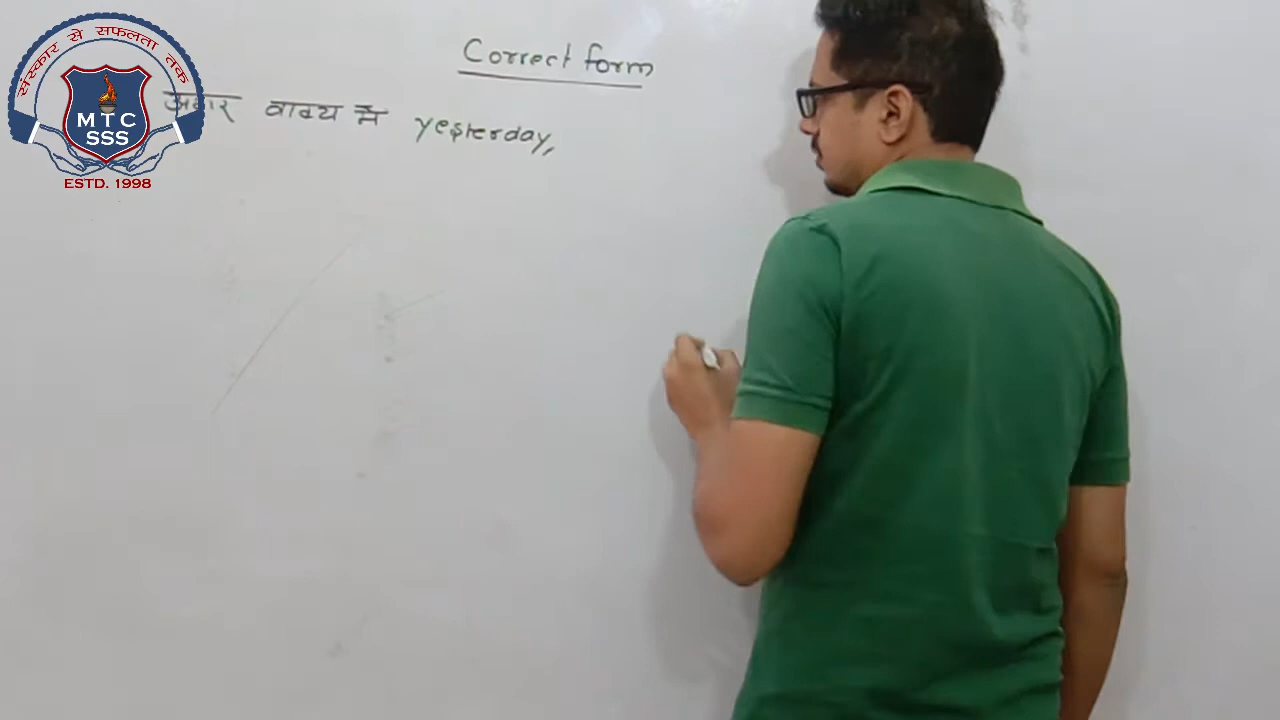 संस्कार से सफलता तक
MTC
SSS
ESTD. 1998
Correct form
अगर वाक्य में yesterday,